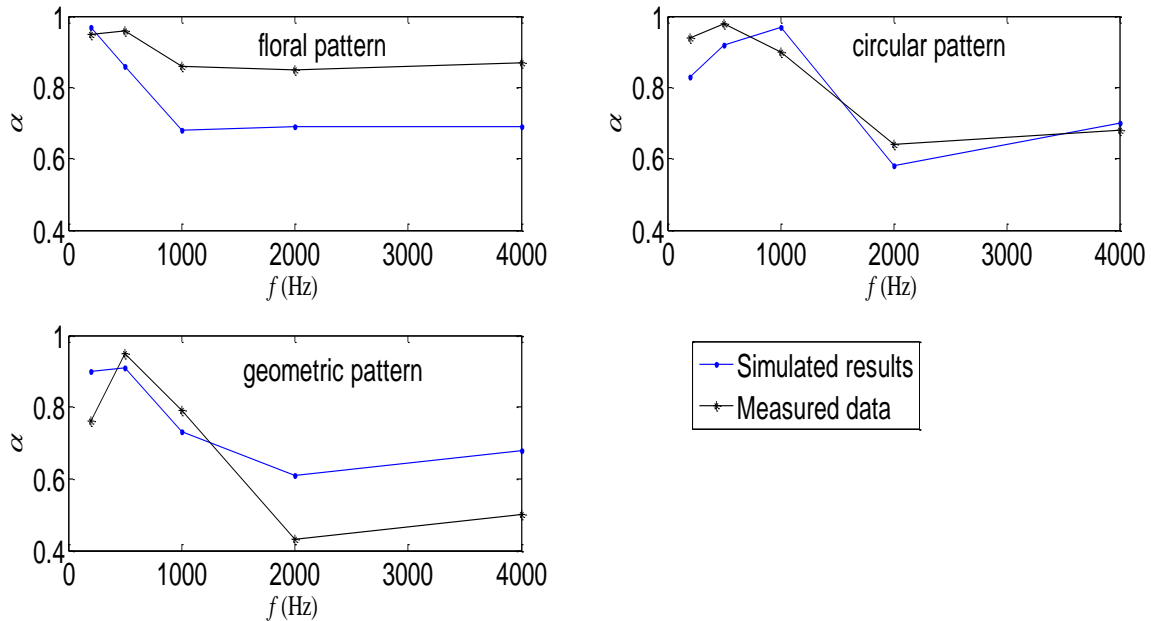 1
floral pattern
0.8
α
0.6
0.4
0 1000 2000 3000 4000
f (Hz)
1
circular pattern
0.8
α
0.6
0.4
0 1000 2000 3000 4000
f (Hz)
1
geometric pattern
0.8
α
0.6
0.4
0 1000 2000 3000 4000
f (Hz)
Simulated results
Measured data